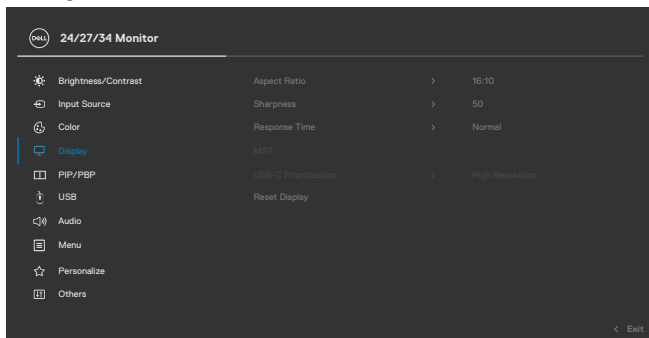 DELL 24/27/34 Monitor
Brightness/Contrast Aspect Ratio > 16:10
Input Source Sharpness > 50
Color Response Time > Normal
Display MST
PIP/PBP USB-C Prioritization > High Resolution
USB Reset Display
Audio
Menu
Personalize
Others
< Exit